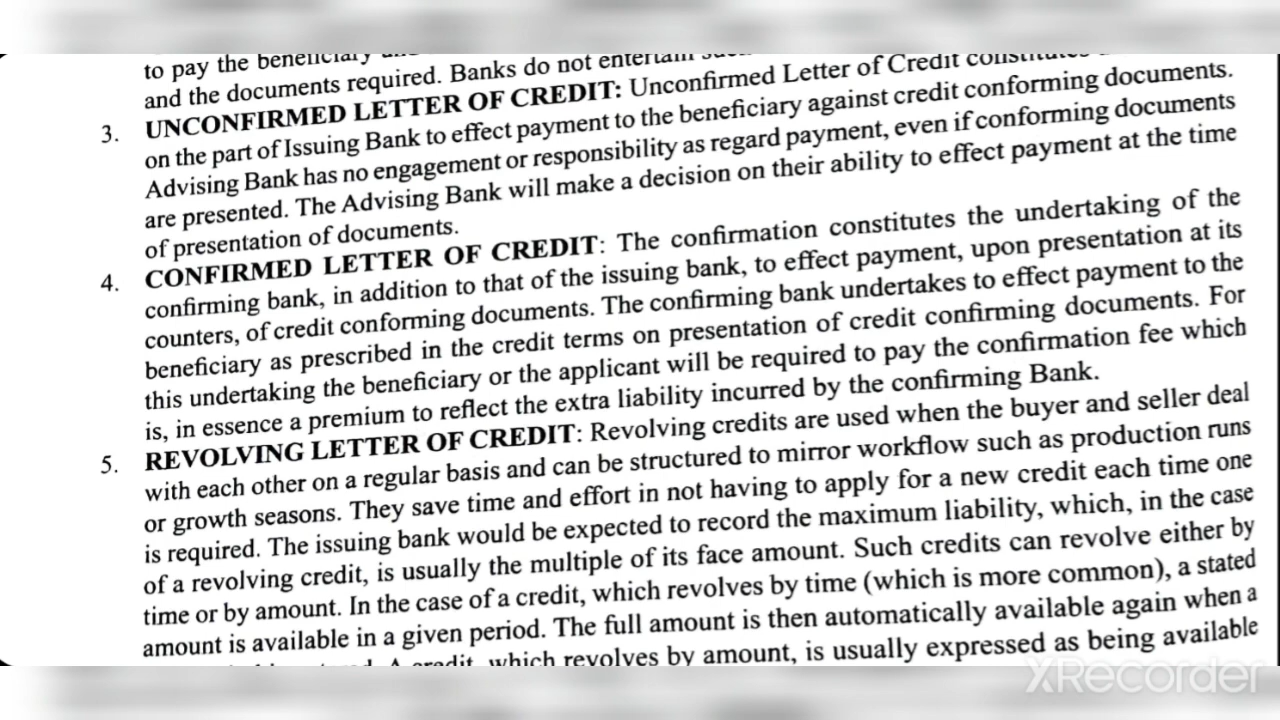 to pay the beneficiary
and the documents required. Banks do not entertain such
3. UNCONFIRMED LETTER OF CREDIT: Unconfirmed Letter of Credit constitutes
on the part of Issuing Bank to effect payment to the beneficiary against credit conforming documents.
Advising Bank has no engagement or responsibility as regard payment, even if conforming documents
are presented. The Advising Bank will make a decision on their ability to effect payment at the time
of presentation of documents.
4. CONFIRMED LETTER OF CREDIT: The confirmation constitutes the undertaking of the
confirming bank, in addition to that of the issuing bank, to effect payment, upon presentation at its
counters, of credit conforming documents. The confirming bank undertakes to effect payment to the
beneficiary as prescribed in the credit terms on presentation of credit confirming documents. For
this undertaking the beneficiary or the applicant will be required to pay the confirmation fee which
is, in essence a premium to reflect the extra liability incurred by the confirming Bank.
5. REVOLVING LETTER OF CREDIT: Revolving credits are used when the buyer and seller deal
with each other on a regular basis and can be structured to mirror workflow such as production runs
or growth seasons. They save time and effort in not having to apply for a new credit each time one
is required. The issuing bank would be expected to record the maximum liability, which, in the case
of a revolving credit, is usually the multiple of its face amount. Such credits can revolve either by
time or by amount. In the case of a credit, which revolves by time (which is more common), a stated
amount is available in a given period. The full amount is then automatically available again when a
A credit, which revolves by amount, is usually expressed as being available
XRecorder